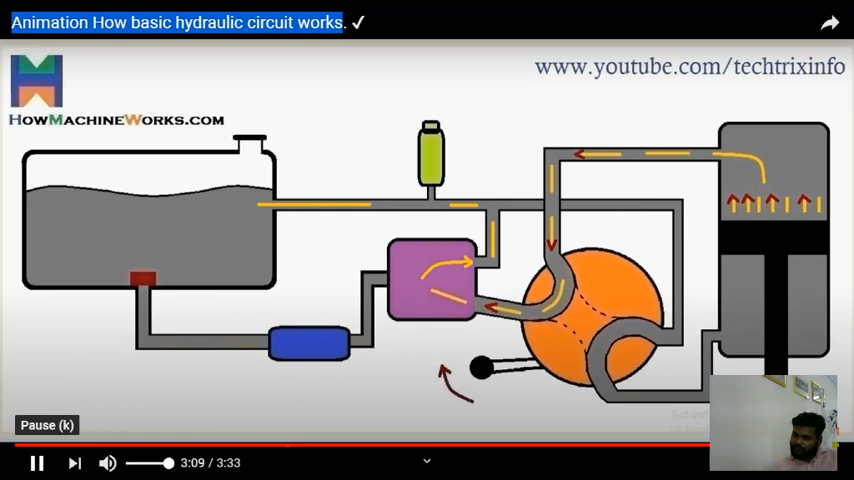 Animation How basic hydraulic circuit works. ✓
www.youtube.com/techtrixinfo
HOWMACHINEWORKS.COM
Pause (k)
3:09 / 3:33